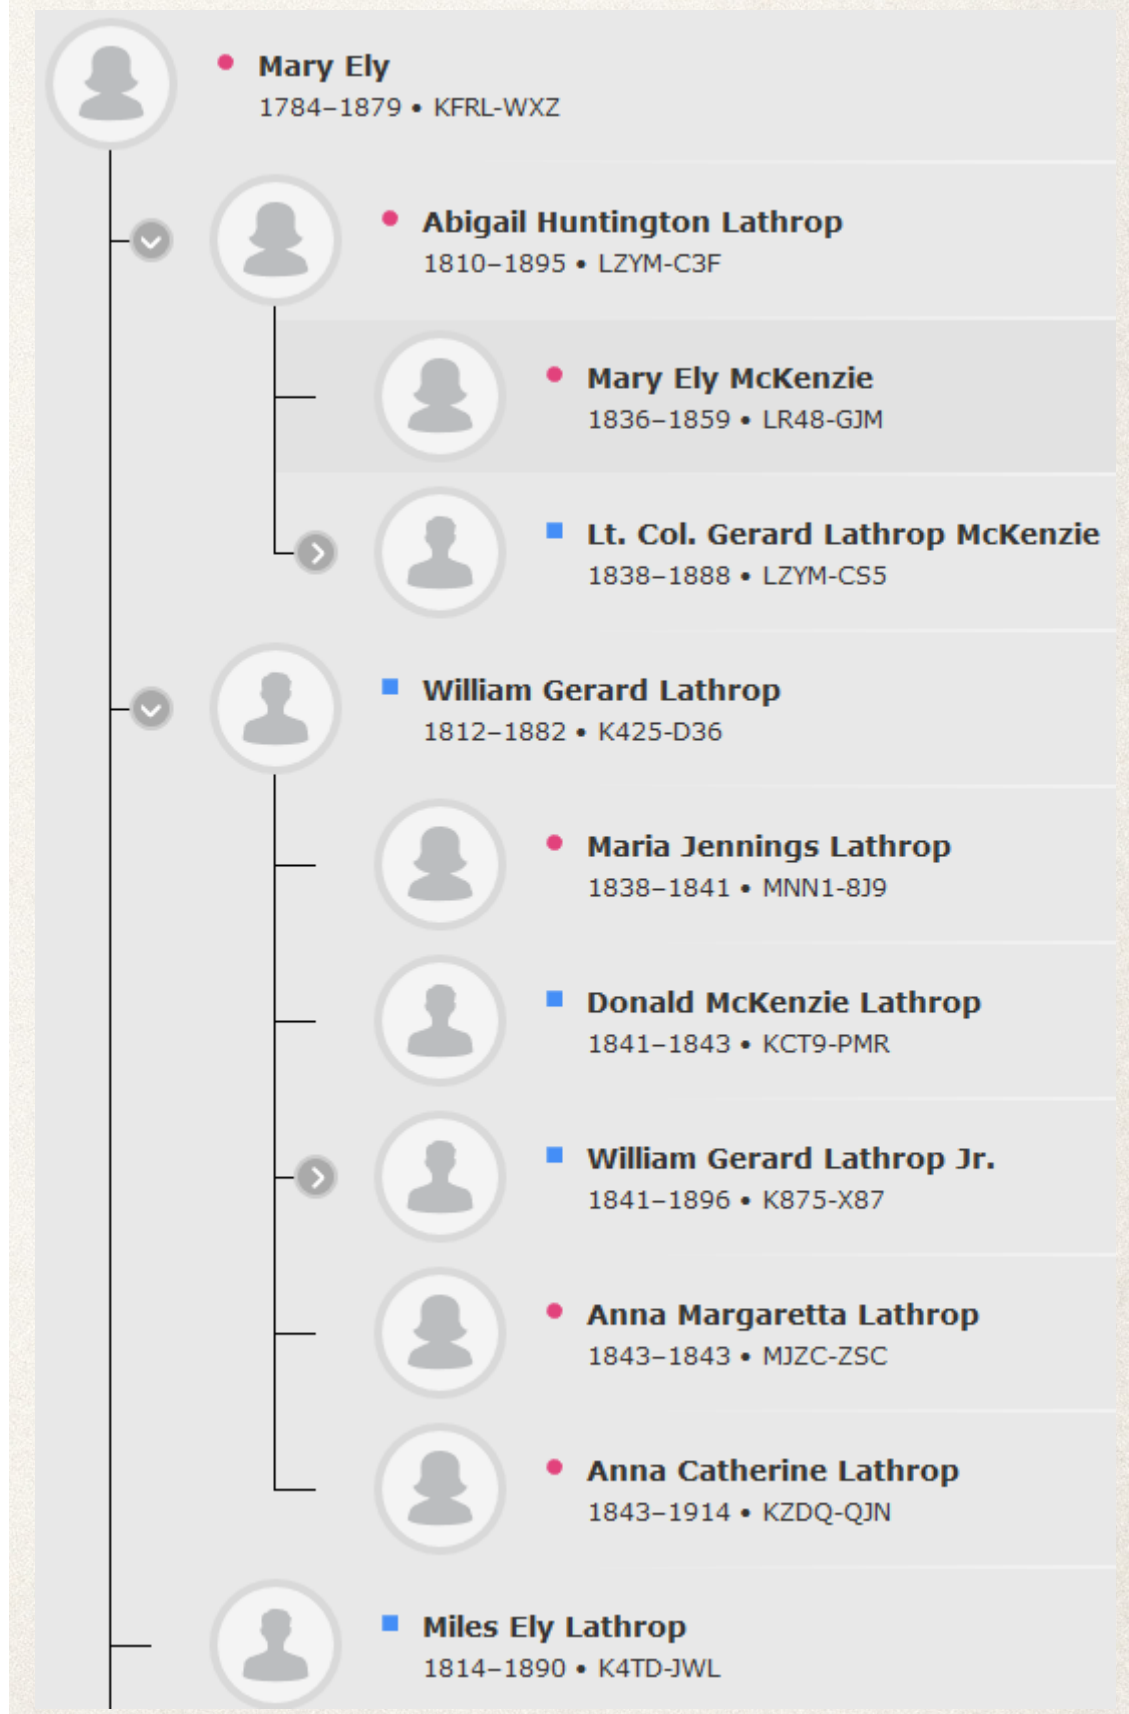 Mary Ely
1784–1879 • KFRL-WXZ
Abigail Huntington Lathrop
1810–1895 • LZYM-C3F
Mary Ely McKenzie
1836–1859 • LR48-GJM
Lt. Col. Gerard Lathrop McKenzie
1838–1888 • LZYM-CS5
William Gerard Lathrop
1812–1882 • K425-D36
Maria Jennings Lathrop
1838–1841 • MNN1-8J9
Donald McKenzie Lathrop
1841–1843 • KCT9-PMR
William Gerard Lathrop Jr.
1841–1896 • K875-X87
Anna Margaretta Lathrop
1843–1843 • MJZC-ZSC
Anna Catherine Lathrop
1843–1914 • KZDQ-QJN
Miles Ely Lathrop
1814–1890 • K4TD-JWL